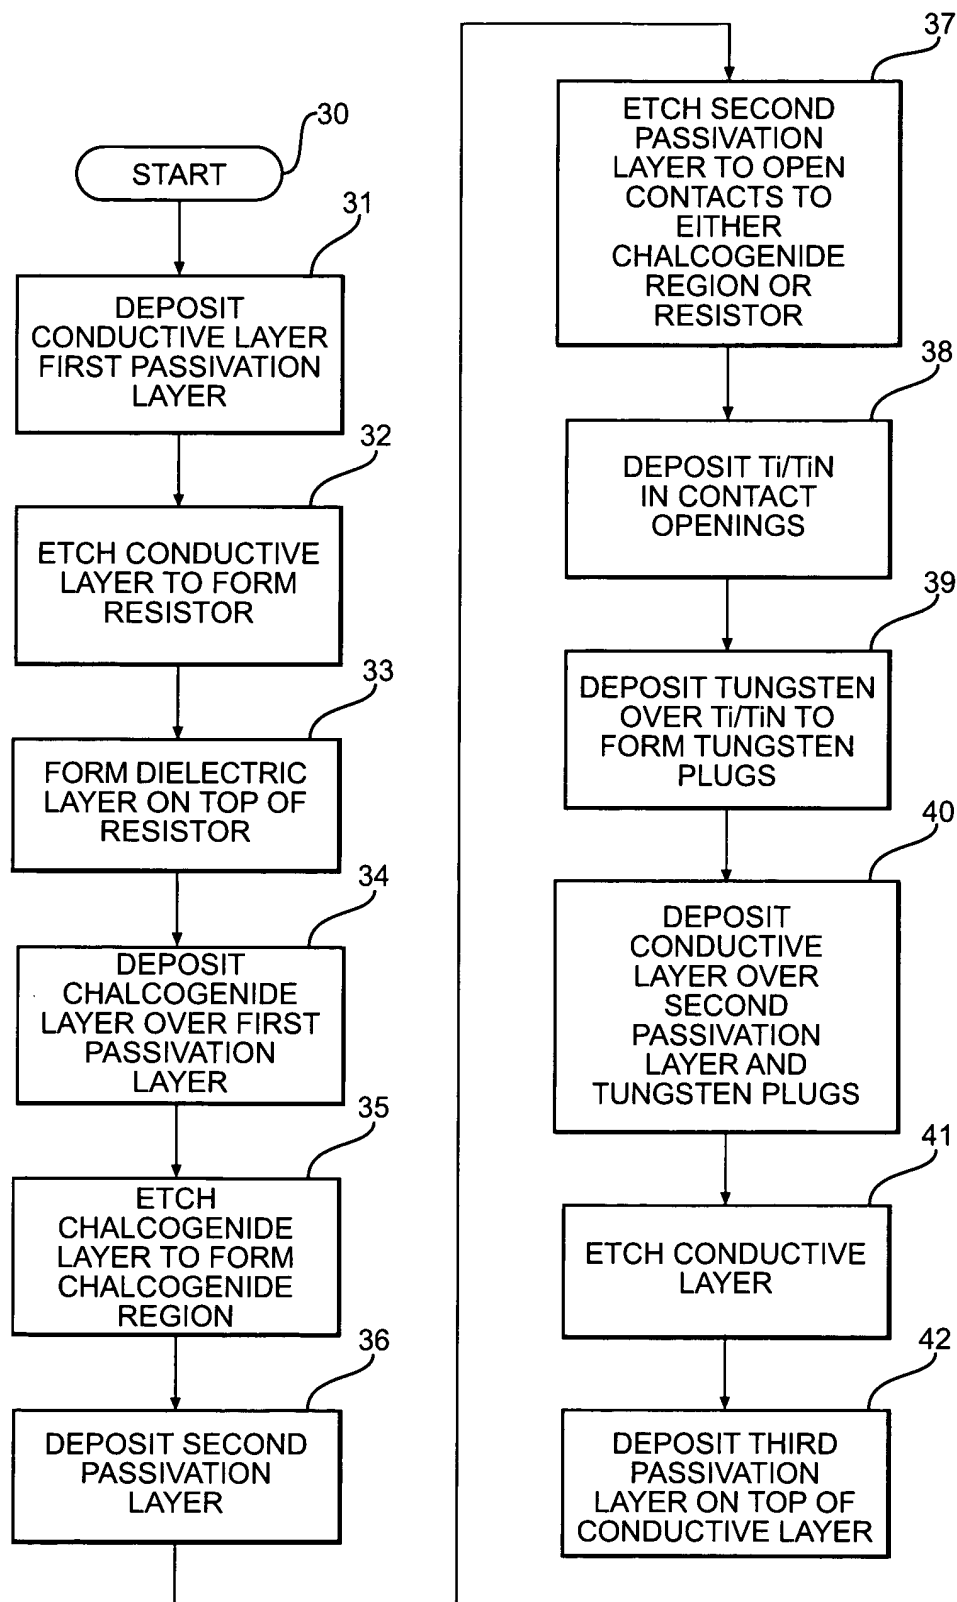 30
START
31
DEPOSIT
CONDUCTIVE LAYER
FIRST PASSIVATION
LAYER
32
ETCH CONDUCTIVE
LAYER TO FORM
RESISTOR
33
FORM DIELECTRIC
LAYER ON TOP OF
RESISTOR
34
DEPOSIT
CHALCOGENIDE
LAYER OVER FIRST
PASSIVATION
LAYER
35
ETCH
CHALCOGENIDE
LAYER TO FORM
CHALCOGENIDE
REGION
36
DEPOSIT SECOND
PASSIVATION
LAYER
37
ETCH SECOND
PASSIVATION
LAYER TO OPEN
CONTACTS TO
EITHER
CHALCOGENIDE
REGION OR
RESISTOR
38
DEPOSIT Ti/TiN
IN CONTACT
OPENINGS
39
DEPOSIT TUNGSTEN
OVER Ti/TiN TO
FORM TUNGSTEN
PLUGS
40
DEPOSIT
CONDUCTIVE
LAYER OVER
SECOND
PASSIVATION
LAYER AND
TUNGSTEN PLUGS
41
ETCH CONDUCTIVE
LAYER
42
DEPOSIT THIRD
PASSIVATION
LAYER ON TOP OF
CONDUCTIVE LAYER